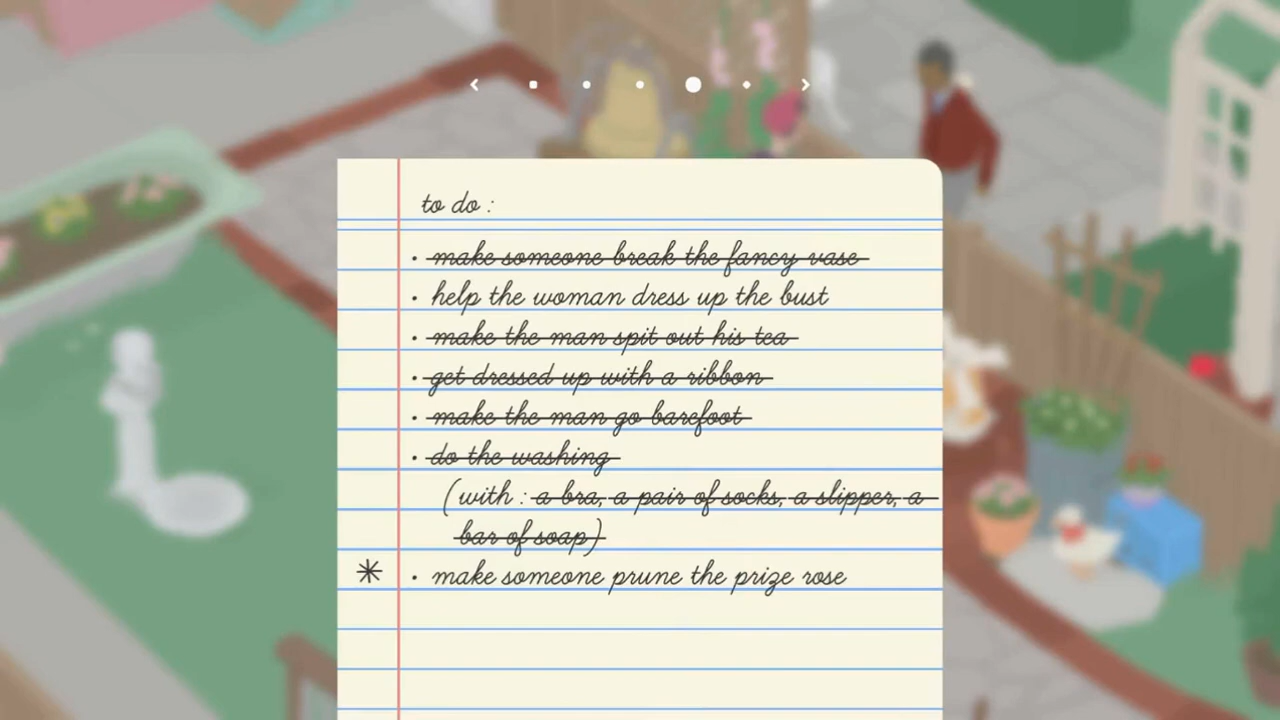 to do :
• make someone break the fancy vase
• help the woman dress up the bust
• make the man spit out his tea
• get dressed up with a ribbon
• make the man go barefoot
• do the washing
(with : a bra, a pair of socks, a slipper, a
bar of soap)
• make someone prune the prize rose